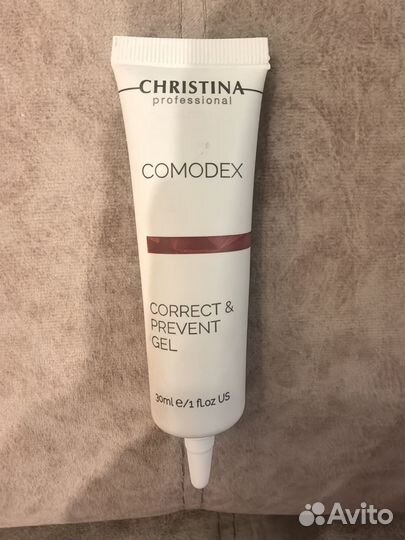 CHRISTINA
professional
COMODEX
CORRECT &
PREVENT
GEL
30ml e/1 fl.oz US
Avito